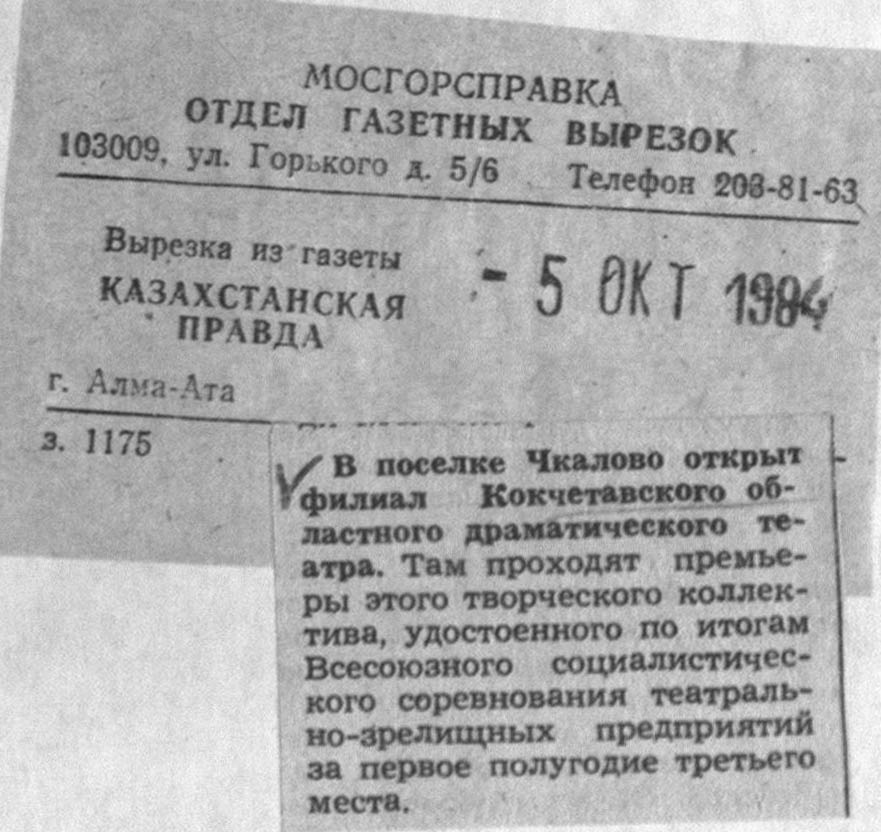 МОСГОРСПРАВКА
ОТДЕЛ ГАЗЕТНЫХ ВЫРЕЗОК
103009, ул. Горького д. 5/6 Телефон 203-81-63
Вырезка из газеты
КАЗАХСТАНСКАЯ
ПРАВДА
- 5 ОКТ 1984
г. Алма-Ата
з. 1175
В поселке Чкалово открыт
филиал Кокчетавского об-
ластного драматического те-
атра. Там проходят премье-
ры этого творческого коллек-
тива, удостоенного по итогам
Всесоюзного социалистичес-
кого соревнования театраль-
но-зрелищных предприятий
за первое полугодие третьего
места.